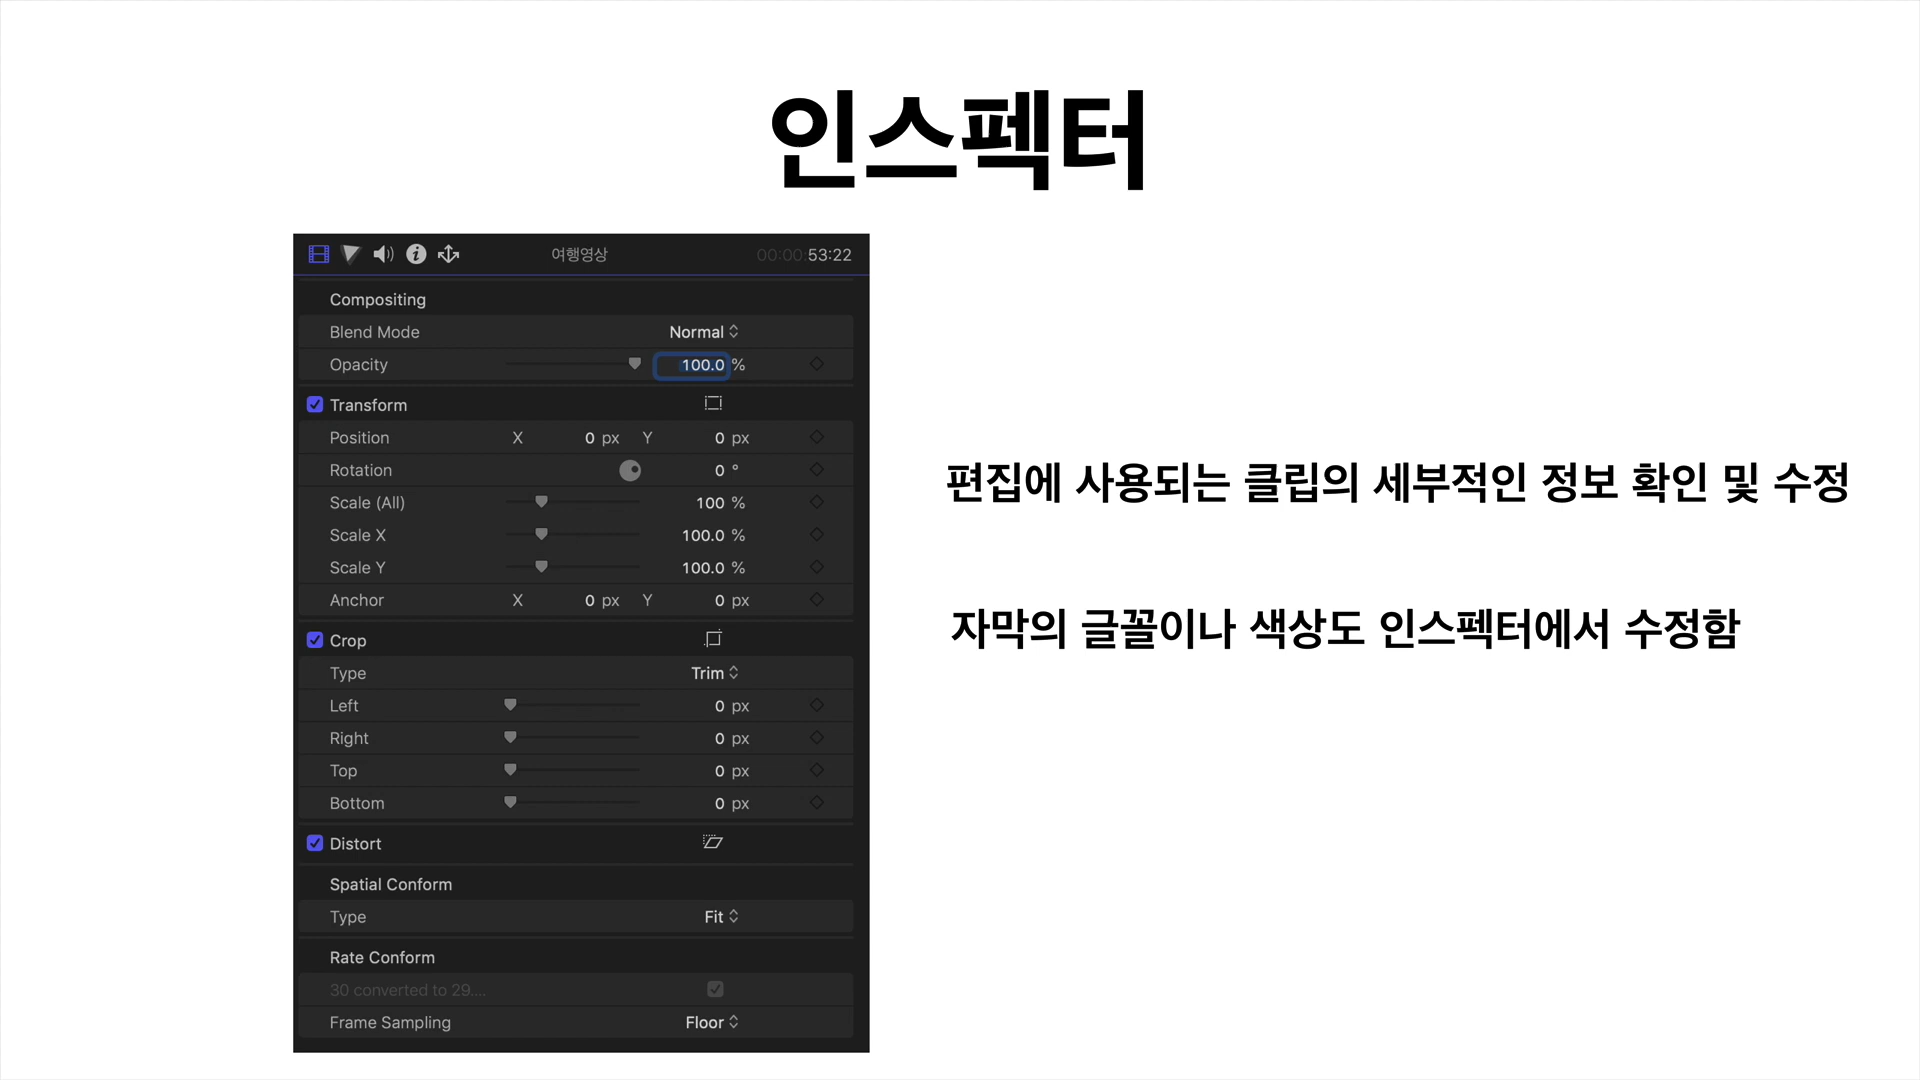 인스펙터
여행영상 00:00:53:22
Compositing
Blend Mode Normal
Opacity 100.0 %
Transform
Position X 0 px Y 0 px
Rotation 0 °
Scale (All) 100 %
Scale X 100.0 %
Scale Y 100.0 %
Anchor X 0 px Y 0 px
Crop
Type Trim
Left 0 px
Right 0 px
Top 0 px
Bottom 0 px
Distort
Spatial Conform
Type Fit
Rate Conform
30 converted to 29....
Frame Sampling Floor
편집에 사용되는 클립의 세부적인 정보 확인 및 수정
자막의 글꼴이나 색상도 인스펙터에서 수정함